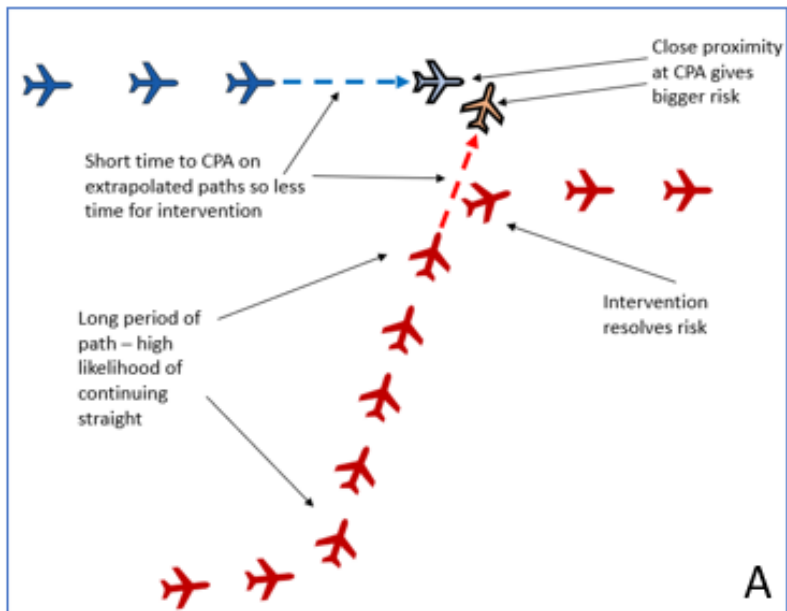 Close proximity
at CPA gives
bigger risk
Short time to CPA on
extrapolated paths so less
time for intervention
Intervention
resolves risk
Long period of
path – high
likelihood of
continuing
straight
A